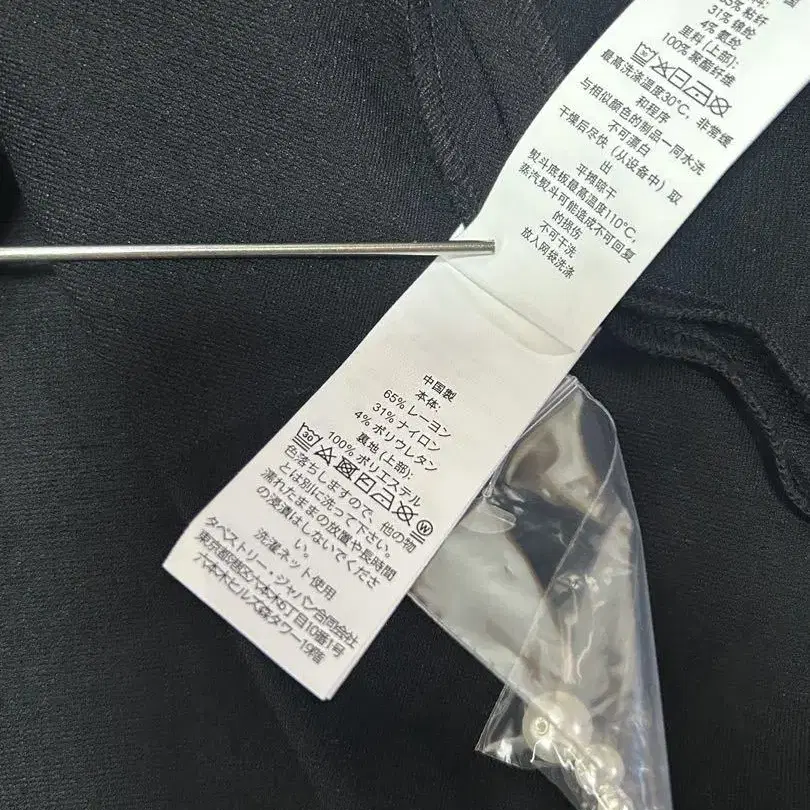 国
65% 粘纤
31% 锦纶
4% 氨纶
里料(上部):
100% 聚酯纤维
30
最高洗涤温度30°C，非常缓
和程序
与相似颜色的制品一同水洗
不可漂白
干燥后尽快（从设备中）取
出
平摊晾干
熨斗底板最高温度110°C，
蒸汽熨斗可能造成不可回复
的损伤
不可干洗
放入网袋洗涤
中国製
本体:
65% レーヨン
31% ナイロン
4% ポリウレタン
裏地(上部):
100% ポリエステル
30 W
色落ちしますので、他の物
とは別に洗って下さい。
濡れたままの放置や長時間
の浸漬はしないでくださ
い。
洗濯ネット使用
タペストリー・ジャパン合同会社
東京都港区六本木6丁目10番1号
六本木ヒルズ森タワー19階